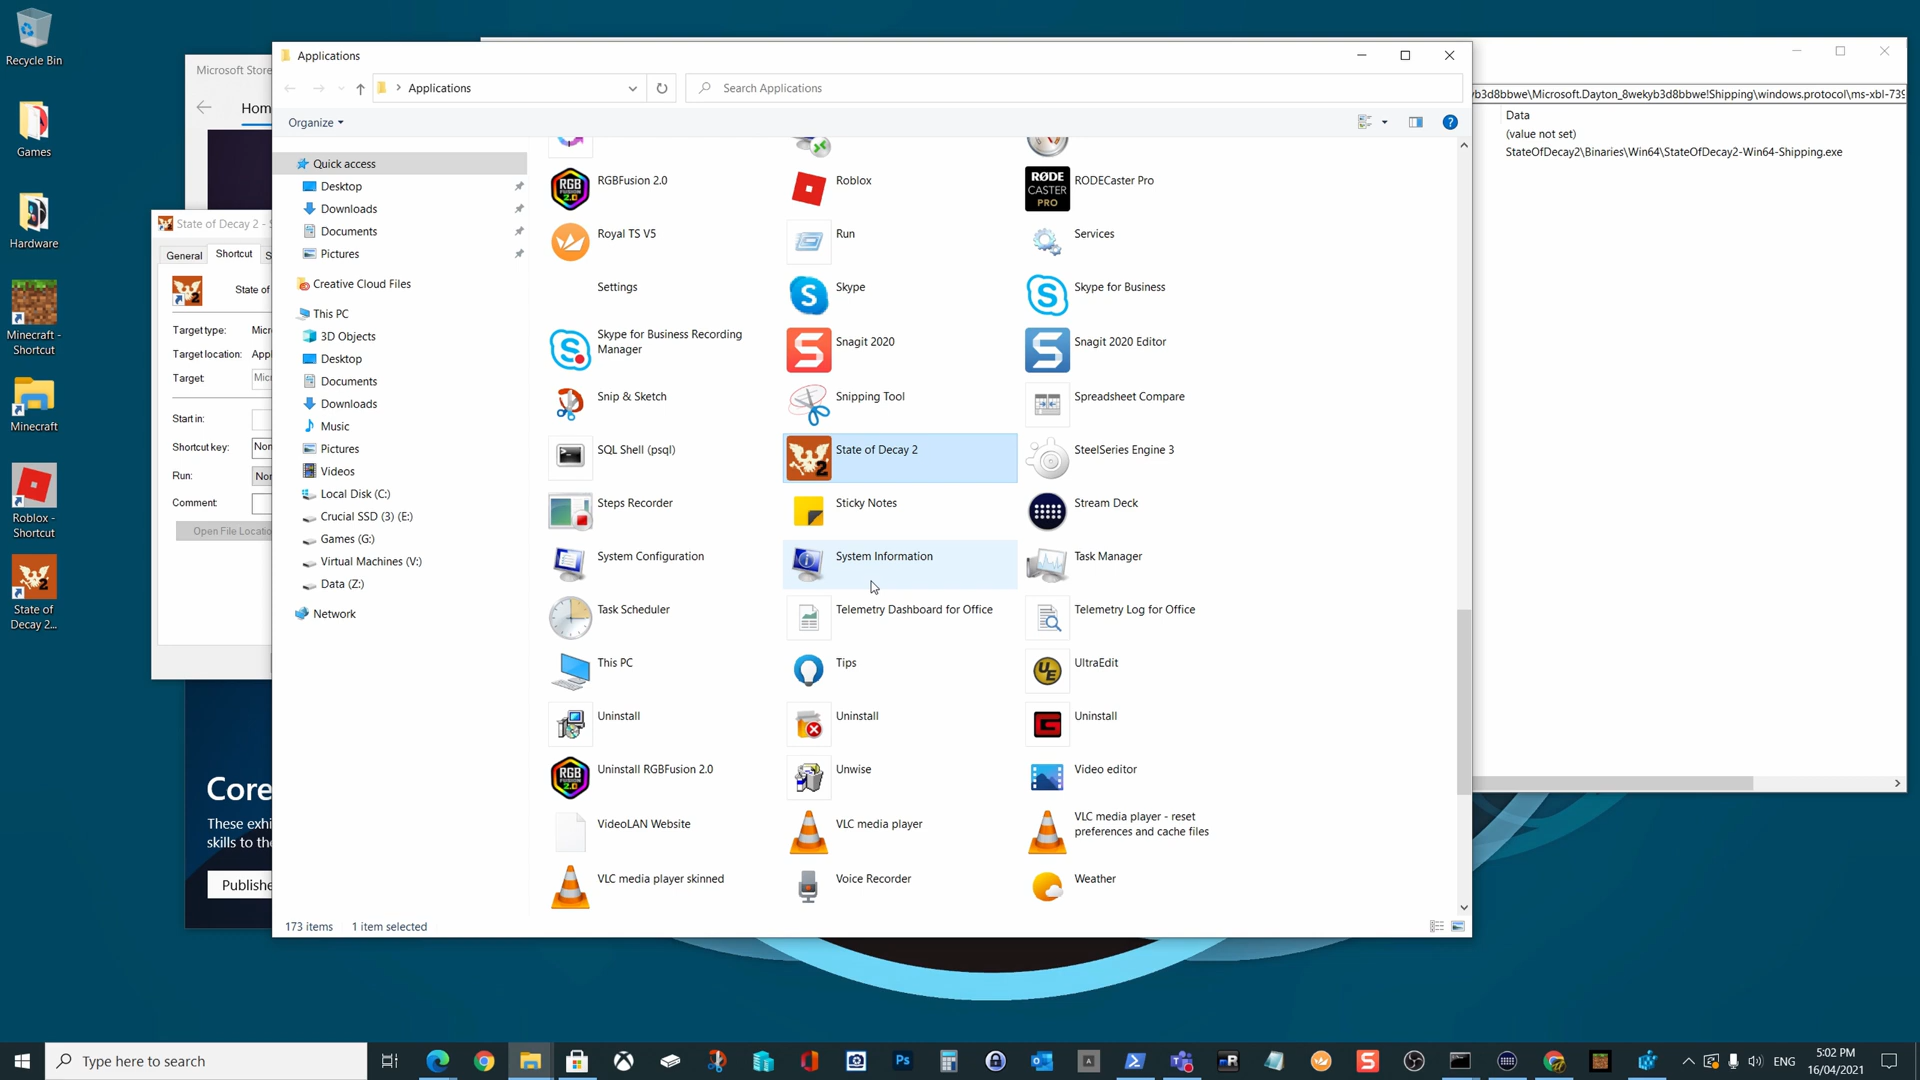 Recycle Bin
Games
Hardware
Minecraft -
Shortcut
Minecraft
Roblox -
Shortcut
State of
Decay 2...
Microsoft Store
Hom
State of Decay 2 - S
General
Shortcut
S
State of
Target type:
Micr
Target location:
Appl
Target:
Micr
Start in:
Shortcut key:
Non
Run:
Nor
Comment:
Open File Locatio
Core
These exhi
skills to the
Publishe
Applications
Applications
Search Applications
Organize
Quick access
Desktop
Downloads
Documents
Pictures
Creative Cloud Files
This PC
3D Objects
Desktop
Documents
Downloads
Music
Pictures
Videos
Local Disk (C:)
Crucial SSD (3) (E:)
Games (G:)
Virtual Machines (V:)
Data (Z:)
Network
RGBFusion 2.0
Roblox
RODECaster Pro
Royal TS V5
Run
Services
Settings
Skype
Skype for Business
Skype for Business Recording
Manager
Snagit 2020
Snagit 2020 Editor
Snip & Sketch
Snipping Tool
Spreadsheet Compare
SQL Shell (psql)
State of Decay 2
SteelSeries Engine 3
Steps Recorder
Sticky Notes
Stream Deck
System Configuration
System Information
Task Manager
Task Scheduler
Telemetry Dashboard for Office
Telemetry Log for Office
This PC
Tips
UltraEdit
Uninstall
Uninstall
Uninstall
Uninstall RGBFusion 2.0
Unwise
Video editor
VideoLAN Website
VLC media player
VLC media player - reset
preferences and cache files
VLC media player skinned
Voice Recorder
Weather
173 items
1 item selected
yb3d8bbwe\Microsoft.Dayton_8wekyb3d8bbwe!Shipping\windows.protocol\ms-xbl-739
Data
(value not set)
StateOfDecay2\Binaries\Win64\StateOfDecay2-Win64-Shipping.exe
Type here to search
ENG
5:02 PM
16/04/2021